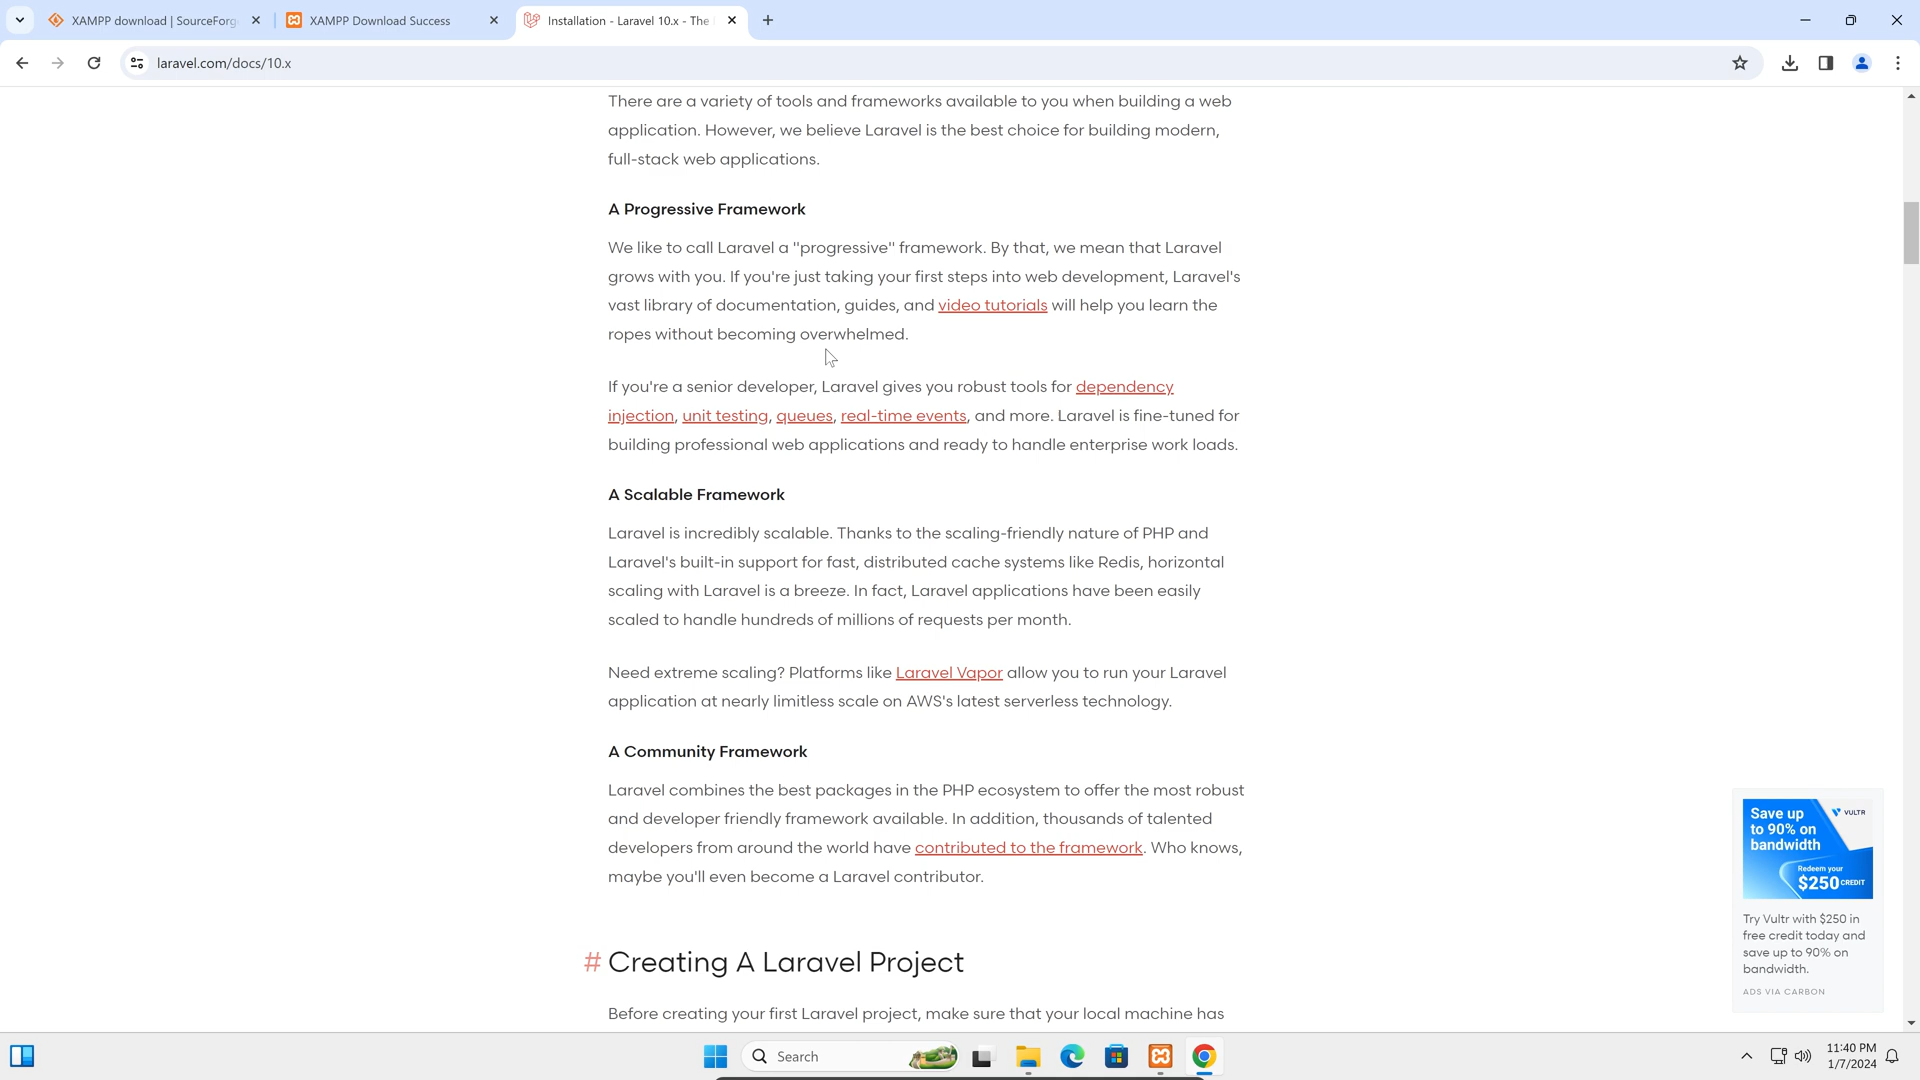 XAMPP download | SourceForg
XAMPP Download Success
Installation - Laravel 10.x - The
laravel.com/docs/10.x
There are a variety of tools and frameworks available to you when building a web
application. However, we believe Laravel is the best choice for building modern,
full-stack web applications.
A Progressive Framework
We like to call Laravel a "progressive" framework. By that, we mean that Laravel
grows with you. If you're just taking your first steps into web development, Laravel's
vast library of documentation, guides, and video tutorials will help you learn the
ropes without becoming overwhelmed.
If you're a senior developer, Laravel gives you robust tools for dependency
injection, unit testing, queues, real-time events, and more. Laravel is fine-tuned for
building professional web applications and ready to handle enterprise work loads.
A Scalable Framework
Laravel is incredibly scalable. Thanks to the scaling-friendly nature of PHP and
Laravel's built-in support for fast, distributed cache systems like Redis, horizontal
scaling with Laravel is a breeze. In fact, Laravel applications have been easily
scaled to handle hundreds of millions of requests per month.
Need extreme scaling? Platforms like Laravel Vapor allow you to run your Laravel
application at nearly limitless scale on AWS's latest serverless technology.
A Community Framework
Laravel combines the best packages in the PHP ecosystem to offer the most robust
and developer friendly framework available. In addition, thousands of talented
developers from around the world have contributed to the framework. Who knows,
maybe you'll even become a Laravel contributor.
# Creating A Laravel Project
Before creating your first Laravel project, make sure that your local machine has
Save up
to 90% on
bandwidth
VULTR
Redeem your
$250 CREDIT
Try Vultr with $250 in
free credit today and
save up to 90% on
bandwidth.
ADS VIA CARBON
Search
11:40 PM
1/7/2024